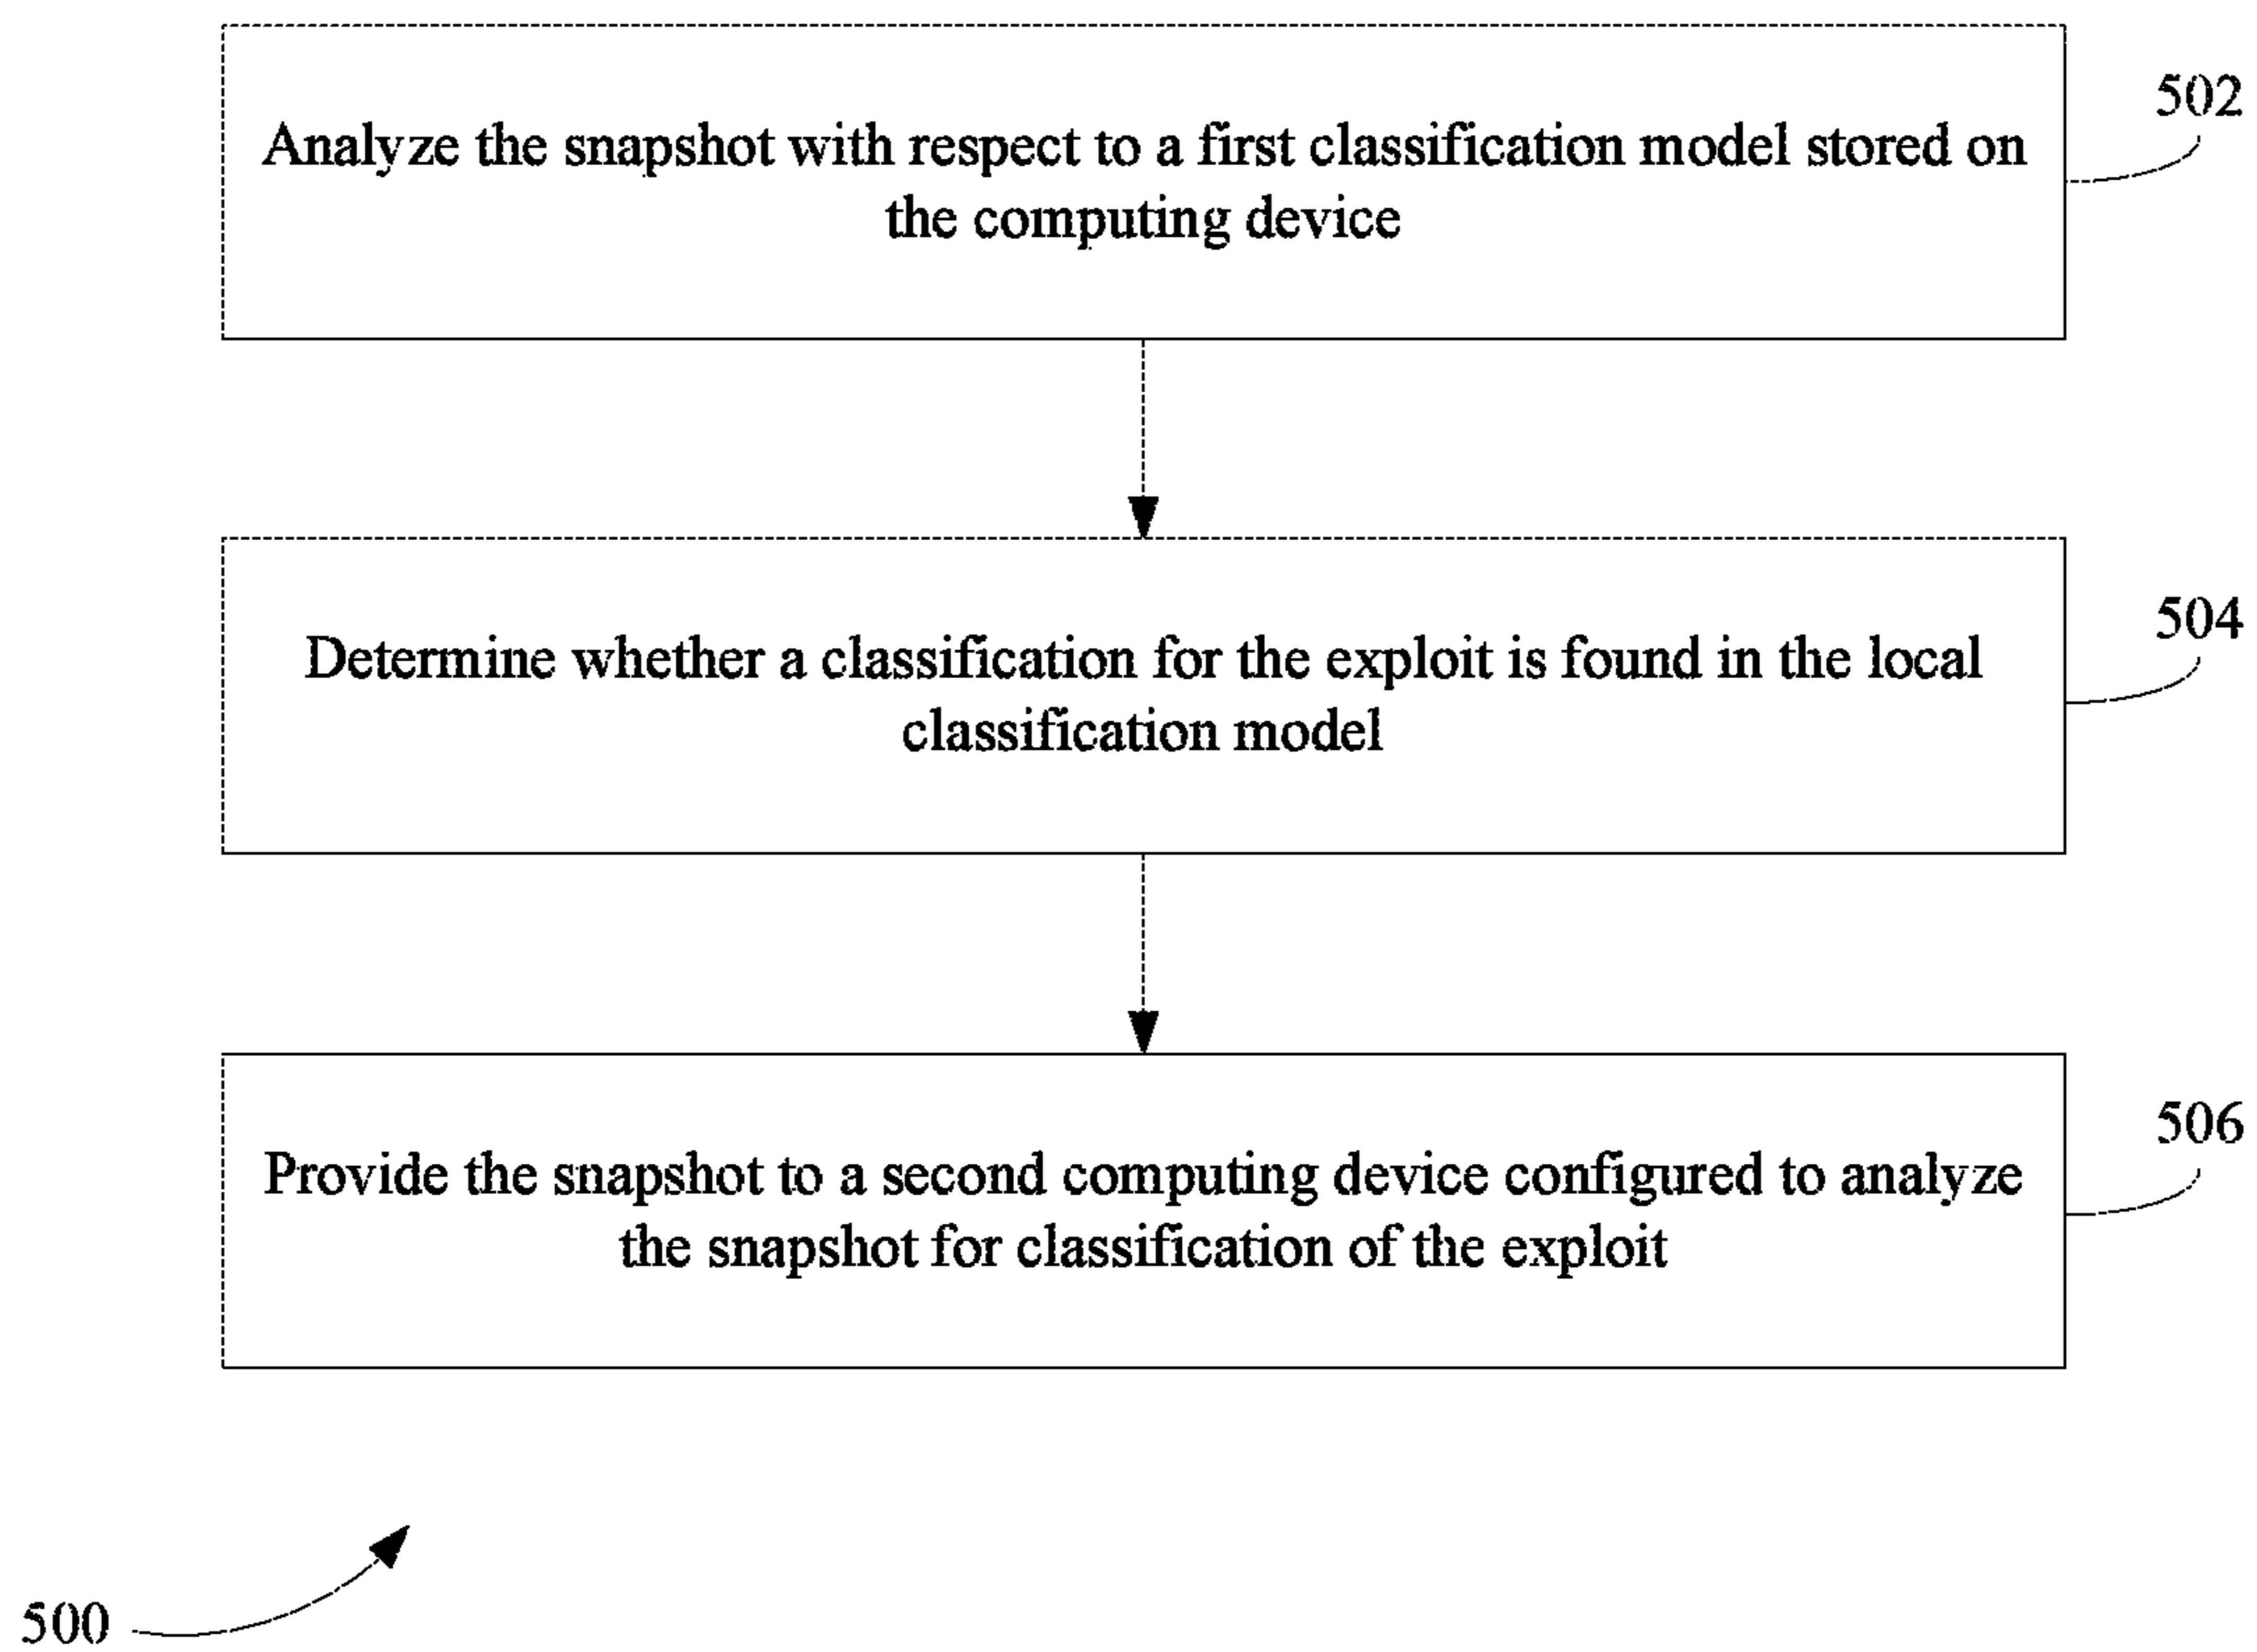 502
Analyze the snapshot with respect to a first classification model stored on
the computing device
504
Determine whether a classification for the exploit is found in the local
classification model
506
Provide the snapshot to a second computing device configured to analyze
the snapshot for classification of the exploit
500